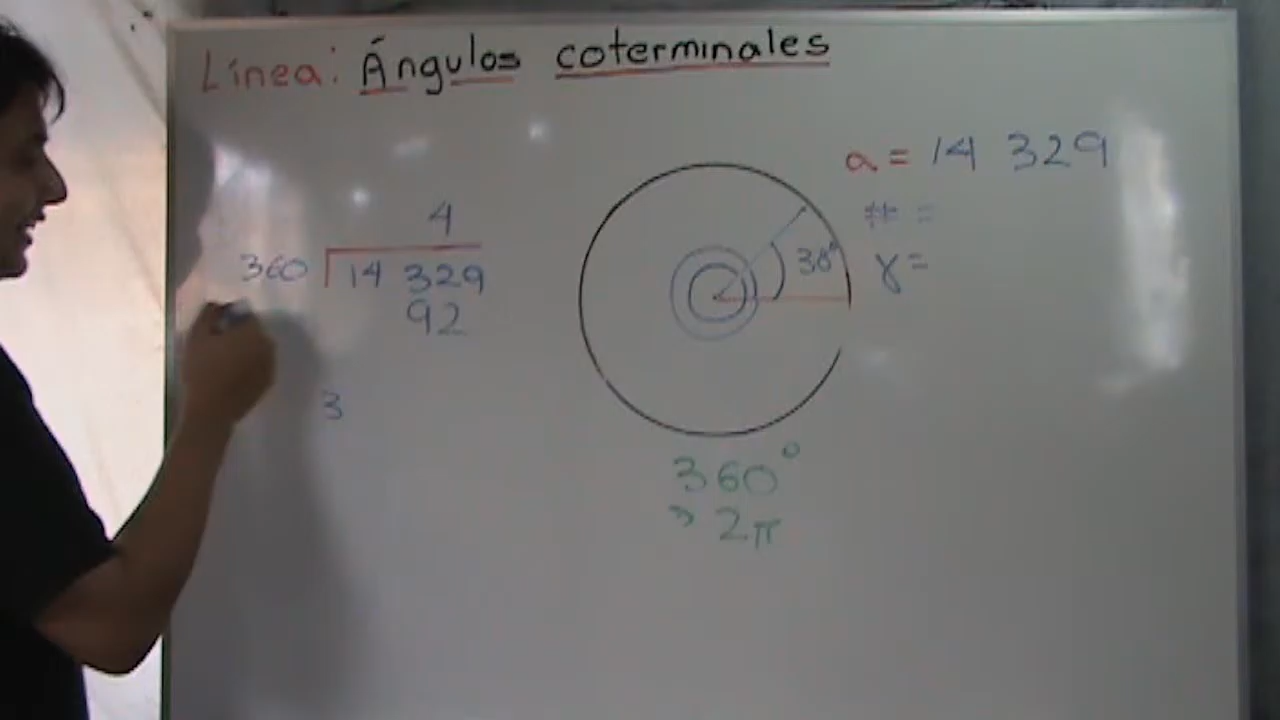 Línea: Ángulos coterminales
a = 14 329
# =
γ =
4
360 14 329
92
3
38°
360°
2π